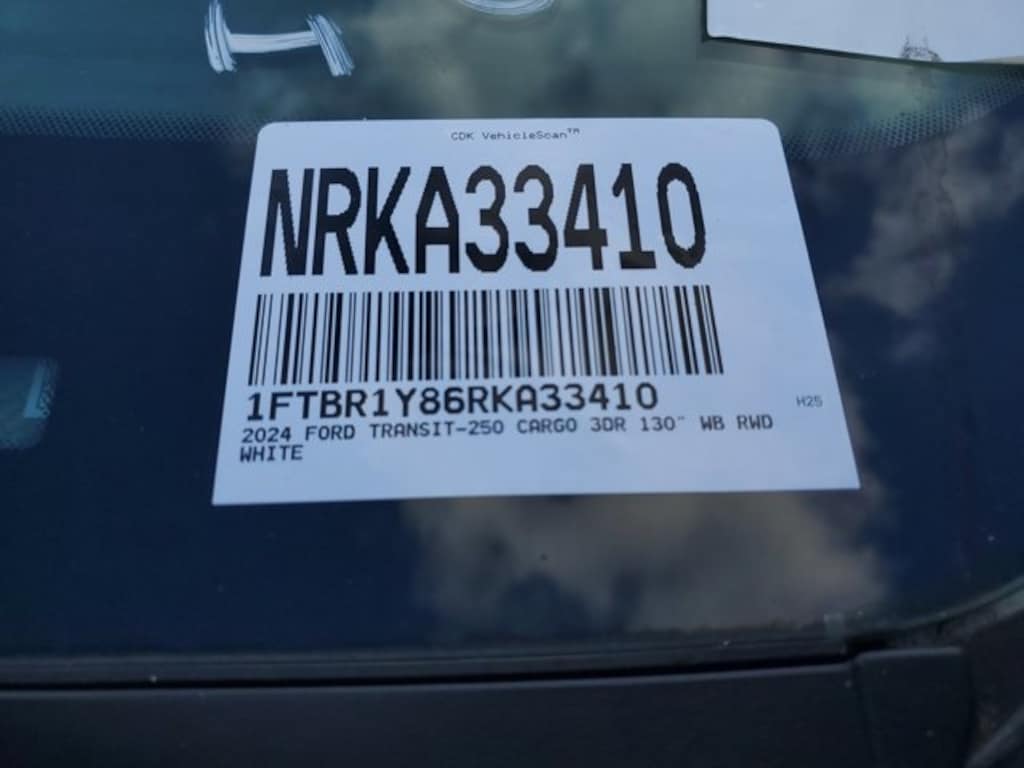 CDK VehicleScan™
NRKA33410
1FTBR1Y86RKA33410
H25
2024 FORD TRANSIT-250 CARGO 3DR 130" WB RWD
WHITE